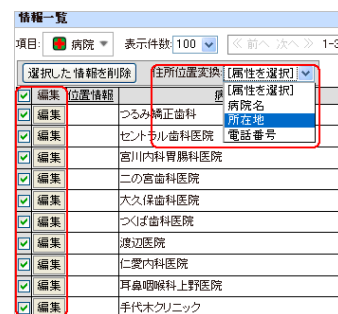 情報一覧
項目: 病院 表示件数: 100 ≪前へ 次へ≫ 1-3
選択した情報を削除 住所位置変換: [属性を選択]
[属性を選択]
病院名
所在地
電話番号
編集 位置情報 病
編集 つるみ矯正歯科
編集 セントラル歯科医院
編集 宮川内科胃腸科医院
編集 二の宮歯科医院
編集 大久保歯科医院
編集 つくば歯科医院
編集 渡辺医院
編集 仁愛内科医院
編集 耳鼻咽喉科上野医院
編集 手代木クリニック